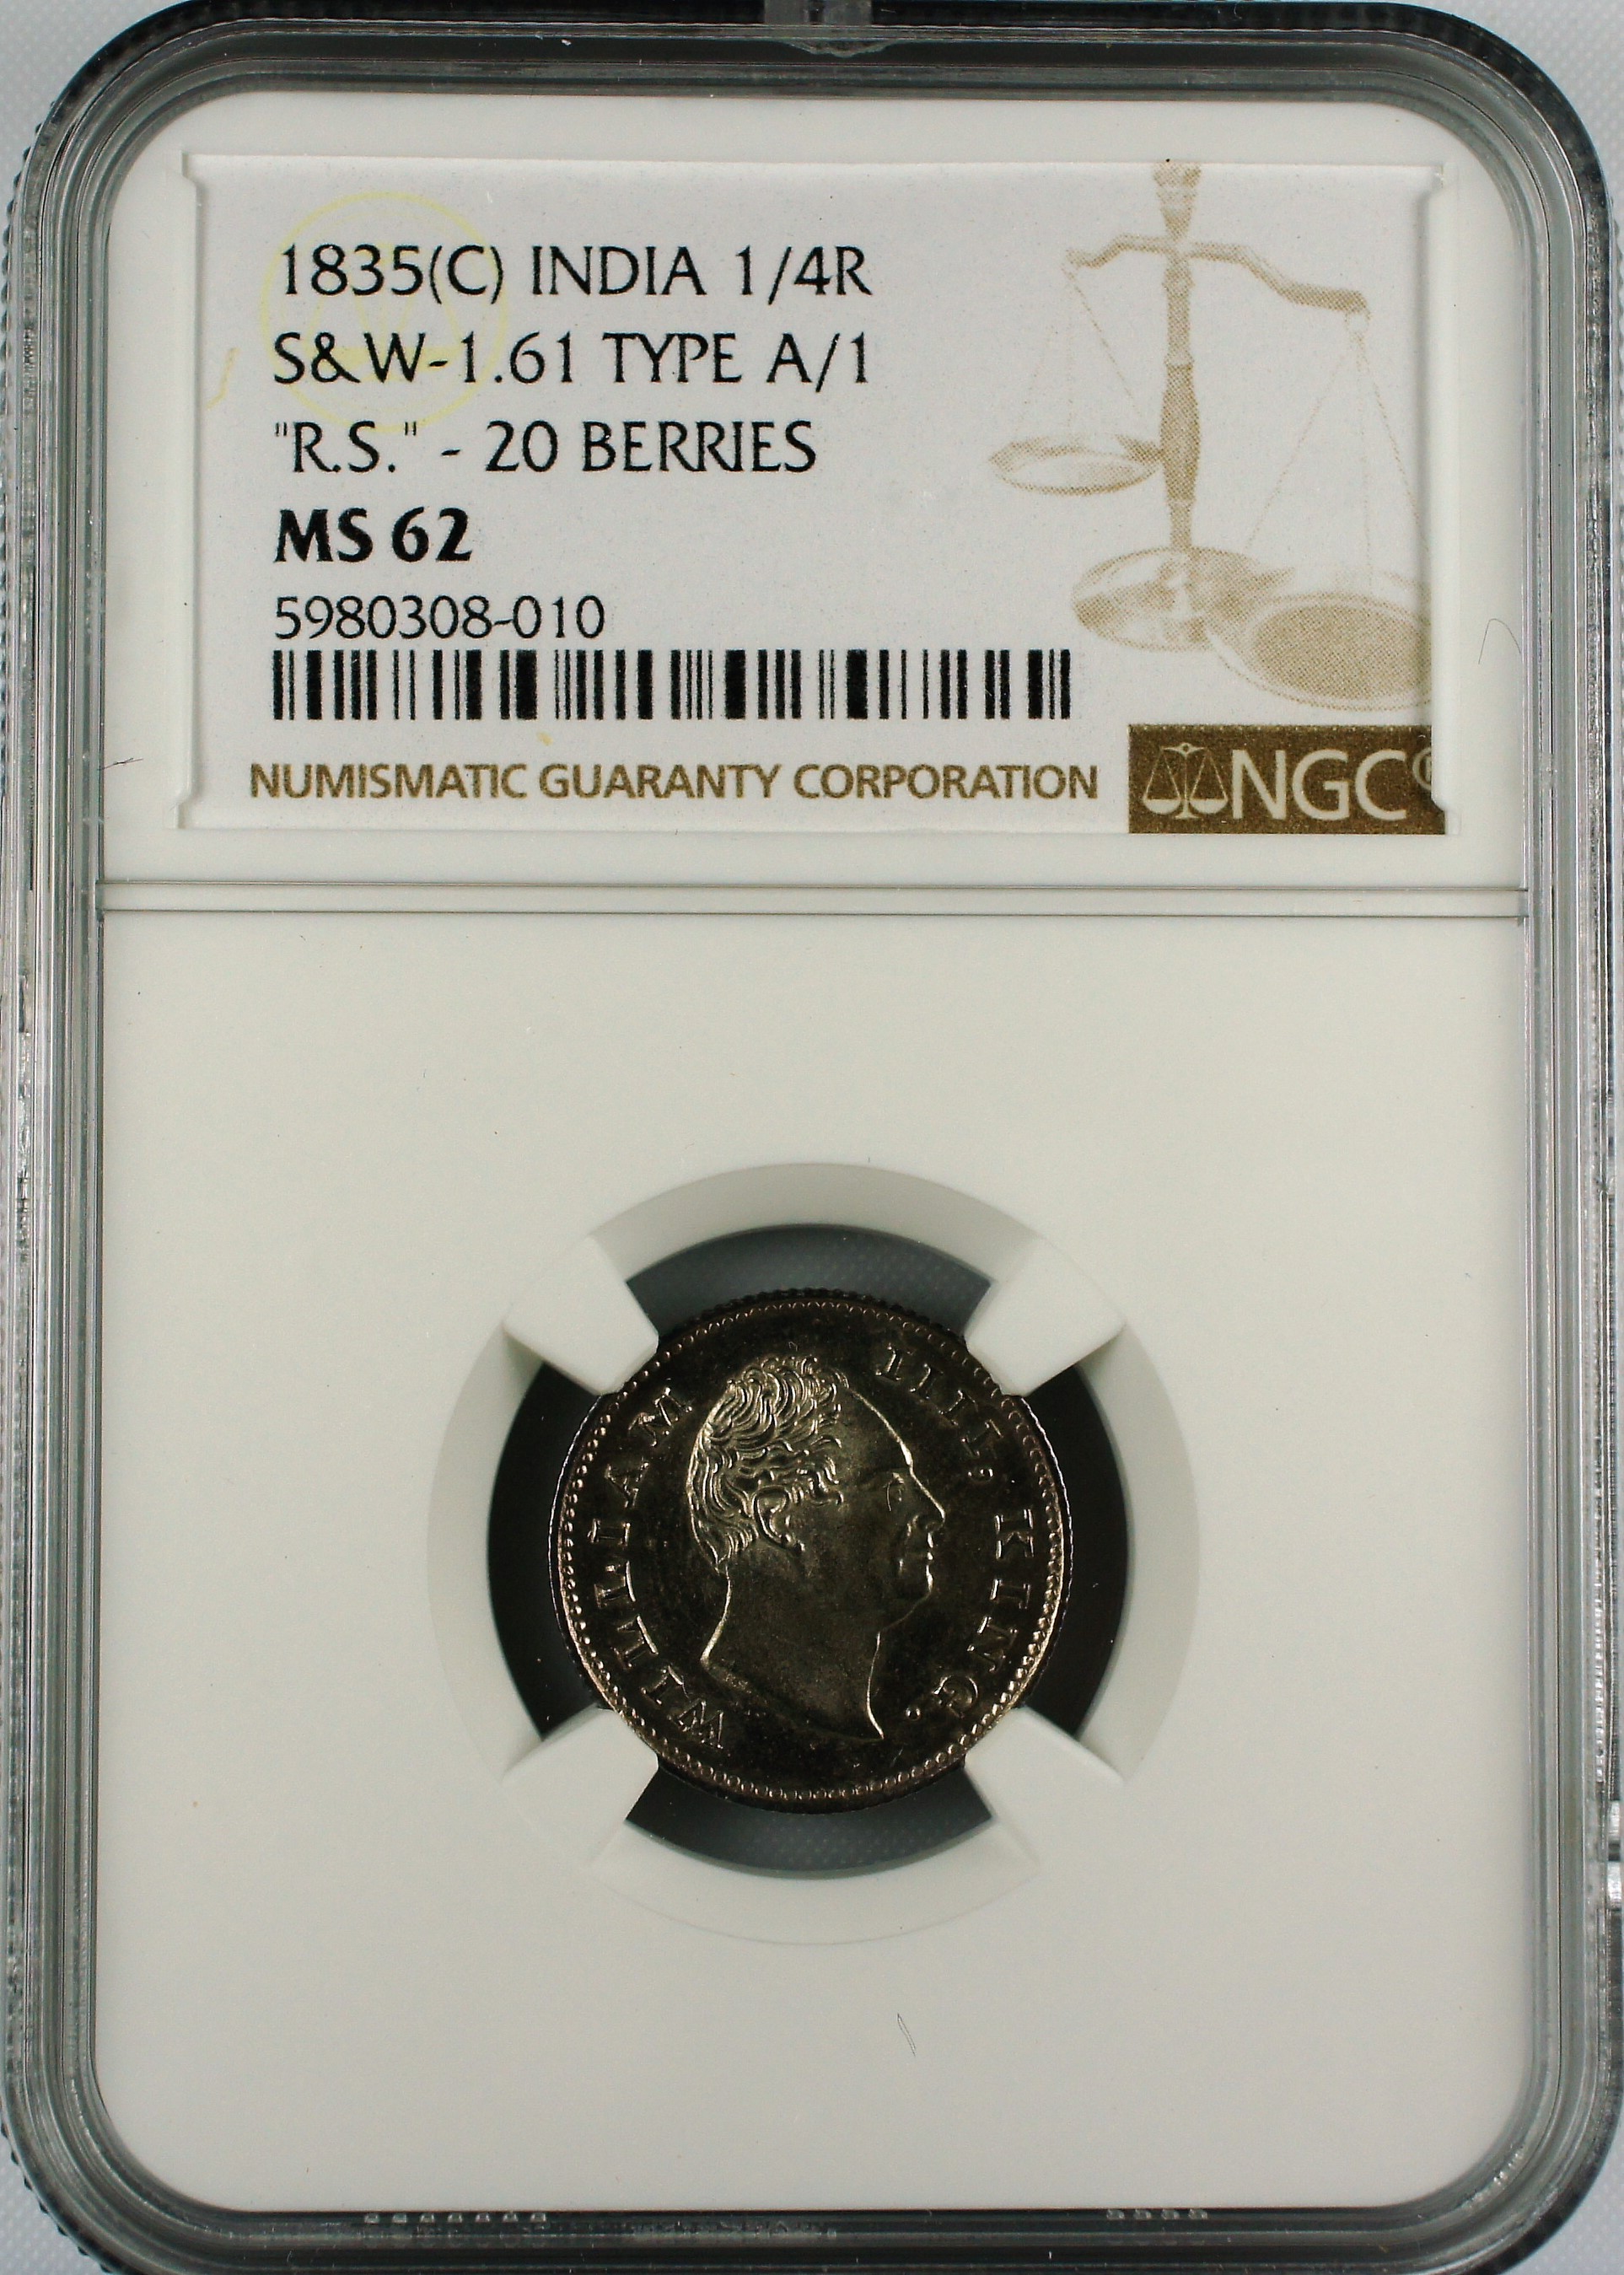 1835(C) INDIA 1/4R
S&W-1.61 TYPE A/1
"R.S." - 20 BERRIES
MS 62
5980308-010
NUMISMATIC GUARANTY CORPORATION
NGC®
WILLIAM IIII, KING.